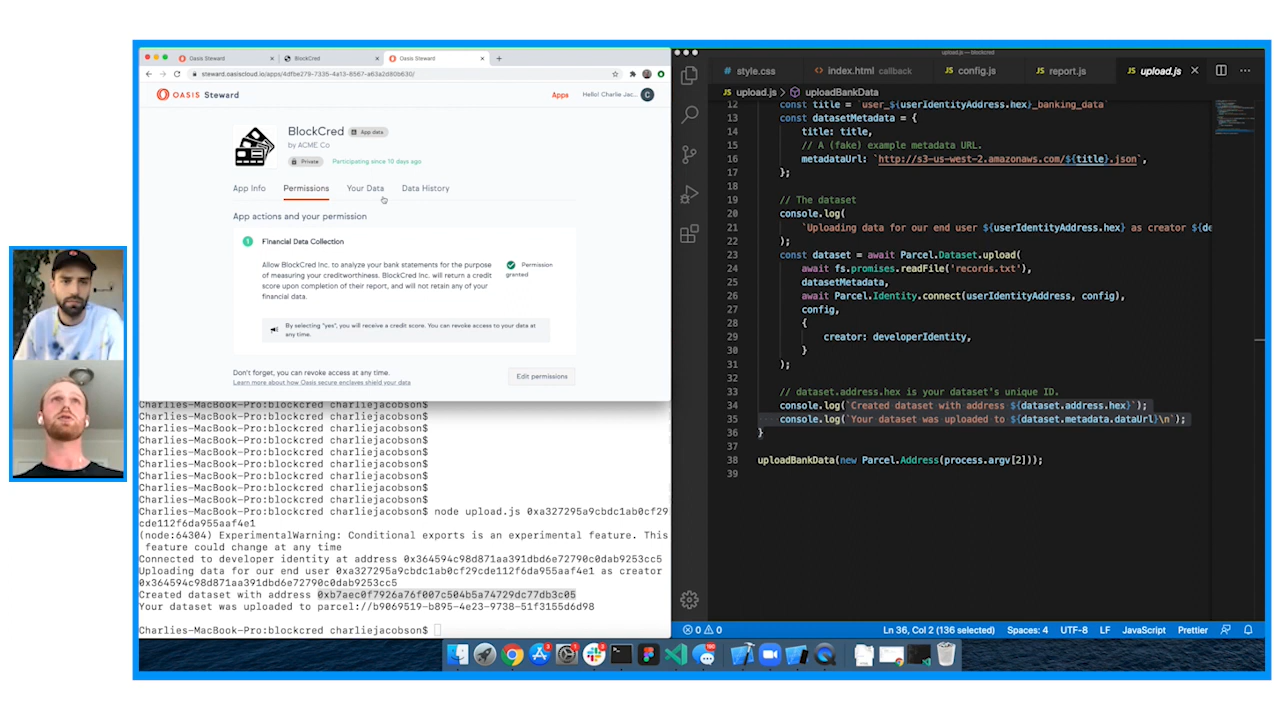 Oasis Steward
BlockCred
Oasis Steward
steward.oasiscloud.io/apps/4dfbe279-7335-4a13-8567-a63a2d80b630/
OASIS Steward
Apps
Hello! Charlie Jac...
C
BlockCred
App data
by ACME Co
Private
Participating since 10 days ago
App Info
Permissions
Your Data
Data History
App actions and your permission
1
Financial Data Collection
Allow BlockCred Inc. to analyze your bank statements for the purpose
of measuring your creditworthiness. BlockCred Inc. will return a credit
score upon completion of their report, and will not retain any of your
financial data.
Permission
granted
By selecting "yes", you will receive a credit score. You can revoke access to your data at
any time.
Don't forget, you can revoke access at any time.
Learn more about how Oasis secure enclaves shield your data
Edit permissions
Charlies-MacBook-Pro:blockcred charliejacobson$
Charlies-MacBook-Pro:blockcred charliejacobson$
Charlies-MacBook-Pro:blockcred charliejacobson$
Charlies-MacBook-Pro:blockcred charliejacobson$
Charlies-MacBook-Pro:blockcred charliejacobson$
Charlies-MacBook-Pro:blockcred charliejacobson$
Charlies-MacBook-Pro:blockcred charliejacobson$
Charlies-MacBook-Pro:blockcred charliejacobson$
Charlies-MacBook-Pro:blockcred charliejacobson$
Charlies-MacBook-Pro:blockcred charliejacobson$ node upload.js 0xa327295a9cbdc1ab0cf29
cde112f6da955aaf4e1
(node:64304) ExperimentalWarning: Conditional exports is an experimental feature. This
feature could change at any time
Connected to developer identity at address 0x364594c98d871aa391dbd6e72790c0dab9253cc5
Uploading data for our end user 0xa327295a9cbdc1ab0cf29cde112f6da955aaf4e1 as creator
0x364594c98d871aa391dbd6e72790c0dab9253cc5
Created dataset with address 0xb7aec0f7926a76f007c504b5a74729dc77db3c05
Your dataset was uploaded to parcel://b9069519-b895-4e23-9738-51f3155d6d98
Charlies-MacBook-Pro:blockcred charliejacobson$
upload.js — blockcred
style.css
index.html callback
config.js
report.js
upload.js
upload.js > uploadBankData
12 const title = `user_${userIdentityAddress.hex}_banking_data`
13 const datasetMetadata = {
14 title: title,
15 // A (fake) example metadata URL.
16 metadataUrl: `http://s3-us-west-2.amazonaws.com/${title}.json`,
17 };
18
19 // The dataset
20 console.log(
21 `Uploading data for our end user ${userIdentityAddress.hex} as creator ${de
22 );
23 const dataset = await Parcel.Dataset.upload(
24 await fs.promises.readFile('records.txt'),
25 datasetMetadata,
26 await Parcel.Identity.connect(userIdentityAddress, config),
27 config,
28 {
29 creator: developerIdentity,
30 }
31 );
32
33 // dataset.address.hex is your dataset's unique ID.
34 console.log(`Created dataset with address ${dataset.address.hex}`);
35 console.log(`Your dataset was uploaded to ${dataset.metadata.dataUrl}\n`);
36 }
37
38 uploadBankData(new Parcel.Address(process.argv[2]));
39
0 0
Ln 36, Col 2 (136 selected)
Spaces: 4
UTF-8
LF
JavaScript
Prettier